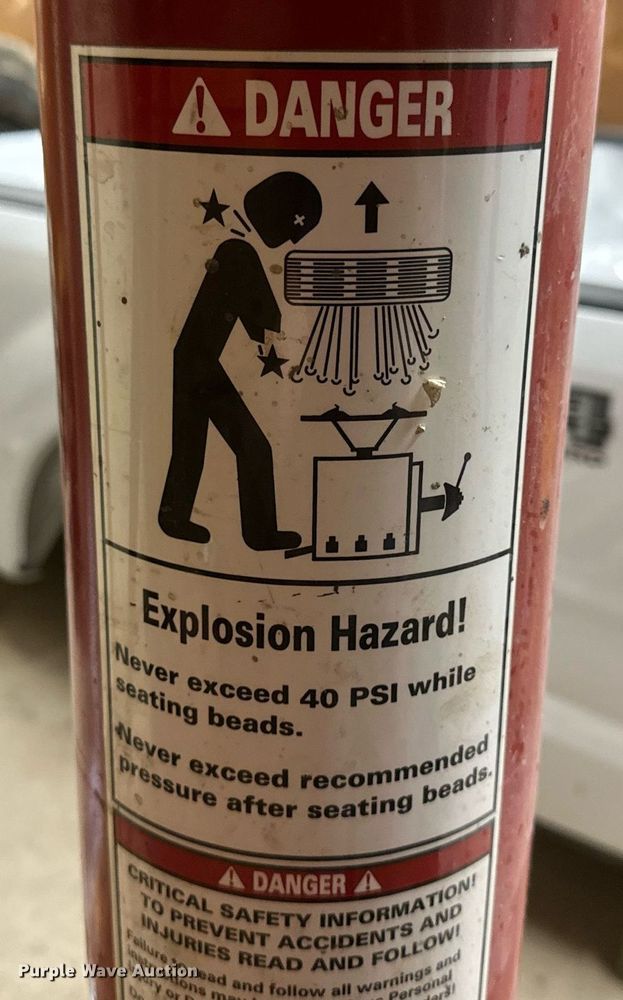 DANGER
Explosion Hazard!
Never exceed 40 PSI while
seating beads.
Never exceed recommended
pressure after seating beads.
DANGER
CRITICAL SAFETY INFORMATION!
TO PREVENT ACCIDENTS AND
INJURIES READ AND FOLLOW!
and follow all warnings and
Personal
Purple Wave Auction